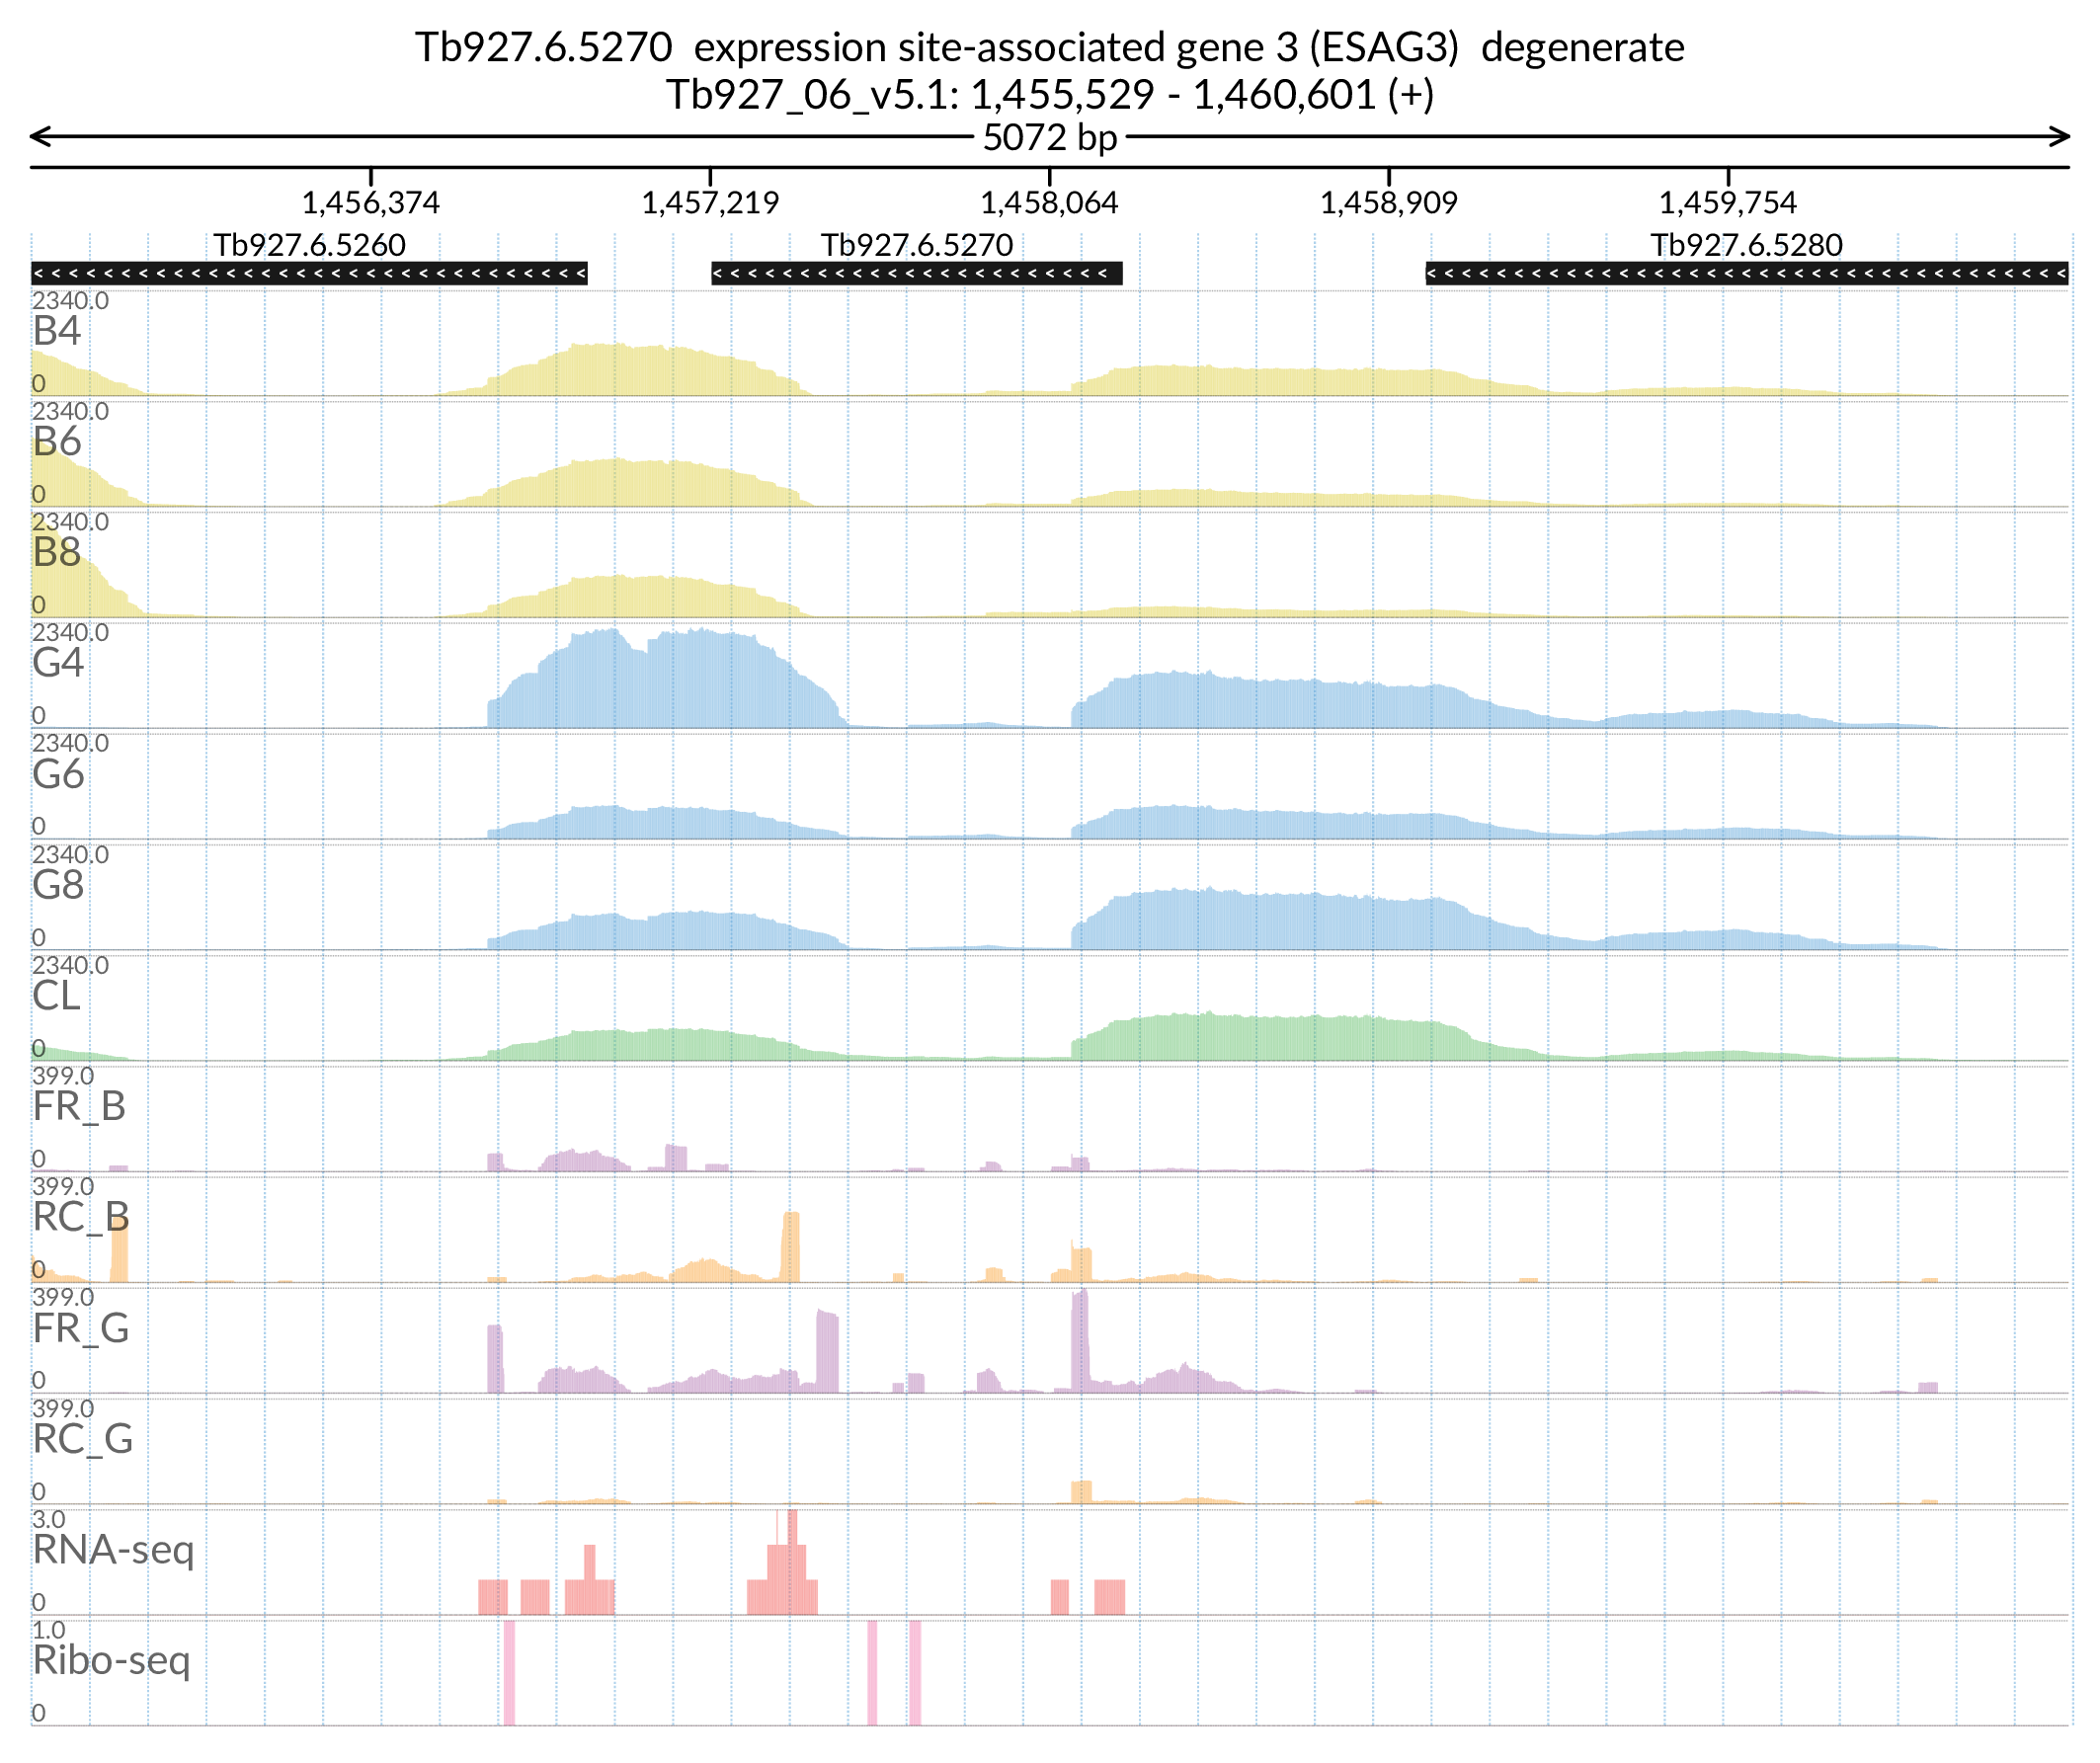 Tb927.6.5270 expression site-associated gene 3 (ESAG3) degenerate
Tb927_06_v5.1: 1,455,529 - 1,460,601 (+)
5072 bp
1,456,374 1,457,219 1,458,064 1,458,909 1,459,754
Tb927.6.5260 Tb927.6.5270 Tb927.6.5280
2340.0
B4
0
2340.0
B6
0
2340.0
B8
0
2340.0
G4
0
2340.0
G6
0
2340.0
G8
0
2340.0
CL
0
399.0
FR_B
0
399.0
RC_B
0
399.0
FR_G
0
399.0
RC_G
0
3.0
RNA-seq
0
1.0
Ribo-seq
0